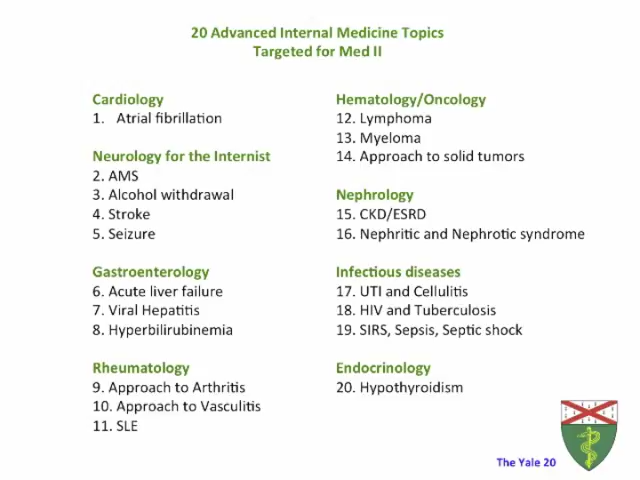 20 Advanced Internal Medicine Topics
Targeted for Med II
Cardiology
1. Atrial fibrillation
Neurology for the Internist
2. AMS
3. Alcohol withdrawal
4. Stroke
5. Seizure
Gastroenterology
6. Acute liver failure
7. Viral Hepatitis
8. Hyperbilirubinemia
Rheumatology
9. Approach to Arthritis
10. Approach to Vasculitis
11. SLE
Hematology/Oncology
12. Lymphoma
13. Myeloma
14. Approach to solid tumors
Nephrology
15. CKD/ESRD
16. Nephritic and Nephrotic syndrome
Infectious diseases
17. UTI and Cellulitis
18. HIV and Tuberculosis
19. SIRS, Sepsis, Septic shock
Endocrinology
20. Hypothyroidism
The Yale 20